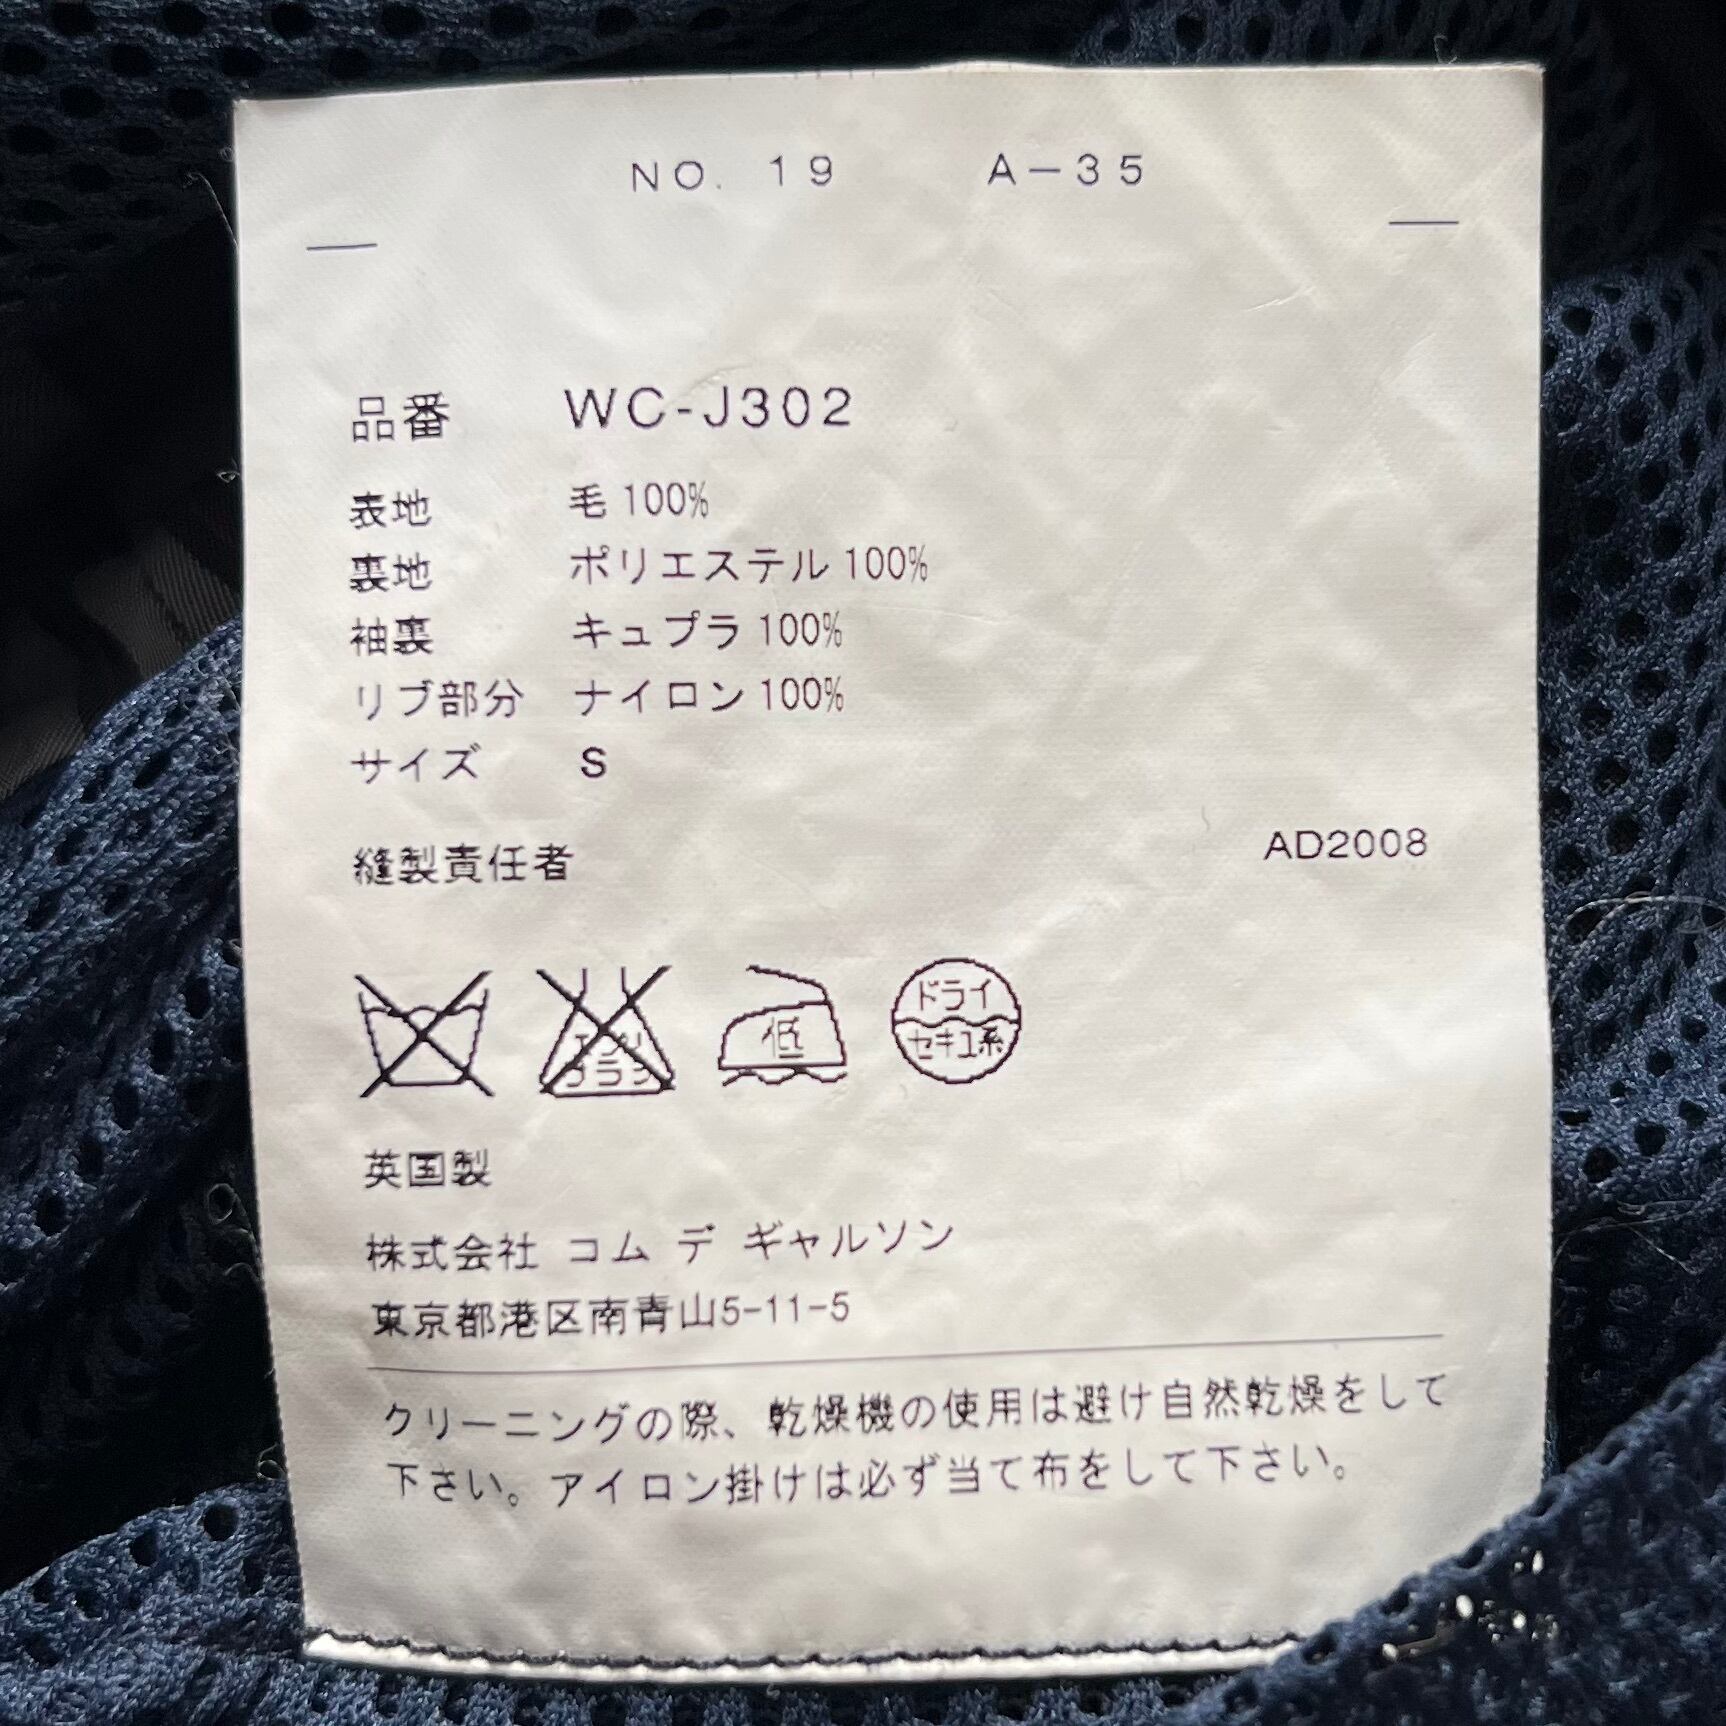 NO. 19 A-35
品番 WC-J302
表地 毛 100%
裏地 ポリエステル 100%
袖裏 キュプラ 100%
リブ部分 ナイロン 100%
サイズ S
縫製責任者
AD2008
エンソ
フラシ
低
ドライ
セキユ系
英国製
株式会社 コム デ ギャルソン
東京都港区南青山5-11-5
クリーニングの際、乾燥機の使用は避け自然乾燥をして
下さい。アイロン掛けは必ず当て布をして下さい。